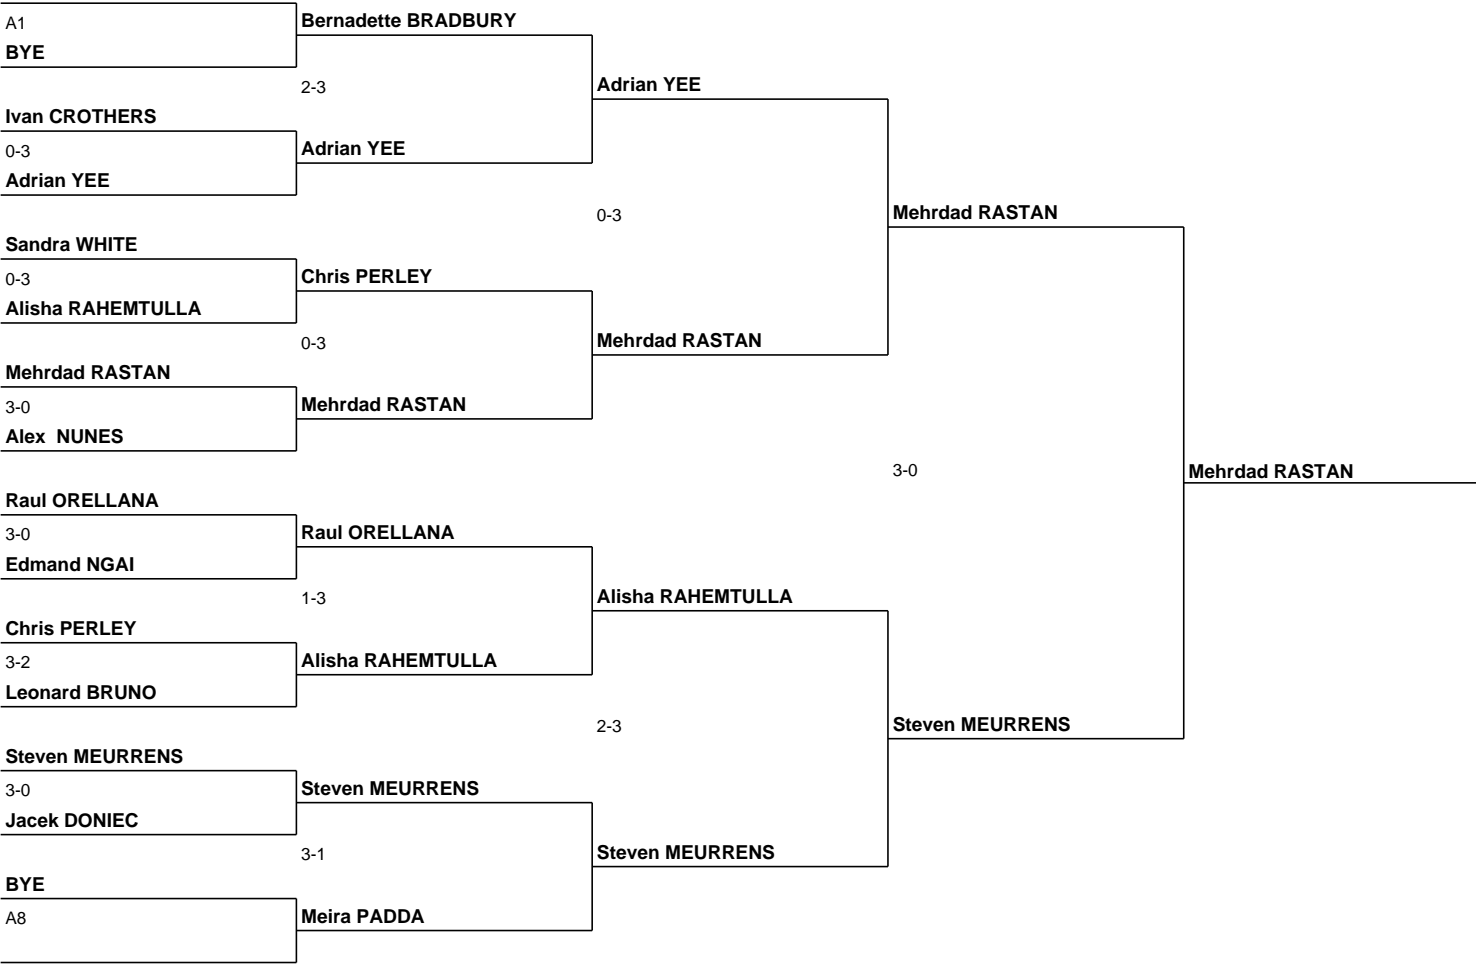 A1
BYE
Ivan CROTHERS
0-3
Adrian YEE
Sandra WHITE
0-3
Alisha RAHEMTULLA
Mehrdad RASTAN
3-0
Alex  NUNES
Raul ORELLANA
3-0
Edmand NGAI
Chris PERLEY
3-2
Leonard BRUNO
Steven MEURRENS
3-0
Jacek DONIEC
BYE
A8
Bernadette BRADBURY
2-3
Adrian YEE
Chris PERLEY
0-3
Mehrdad RASTAN
Raul ORELLANA
1-3
Alisha RAHEMTULLA
Steven MEURRENS
3-1
Meira PADDA
Adrian YEE
0-3
Mehrdad RASTAN
Alisha RAHEMTULLA
2-3
Steven MEURRENS
Mehrdad RASTAN
3-0
Steven MEURRENS
Mehrdad RASTAN